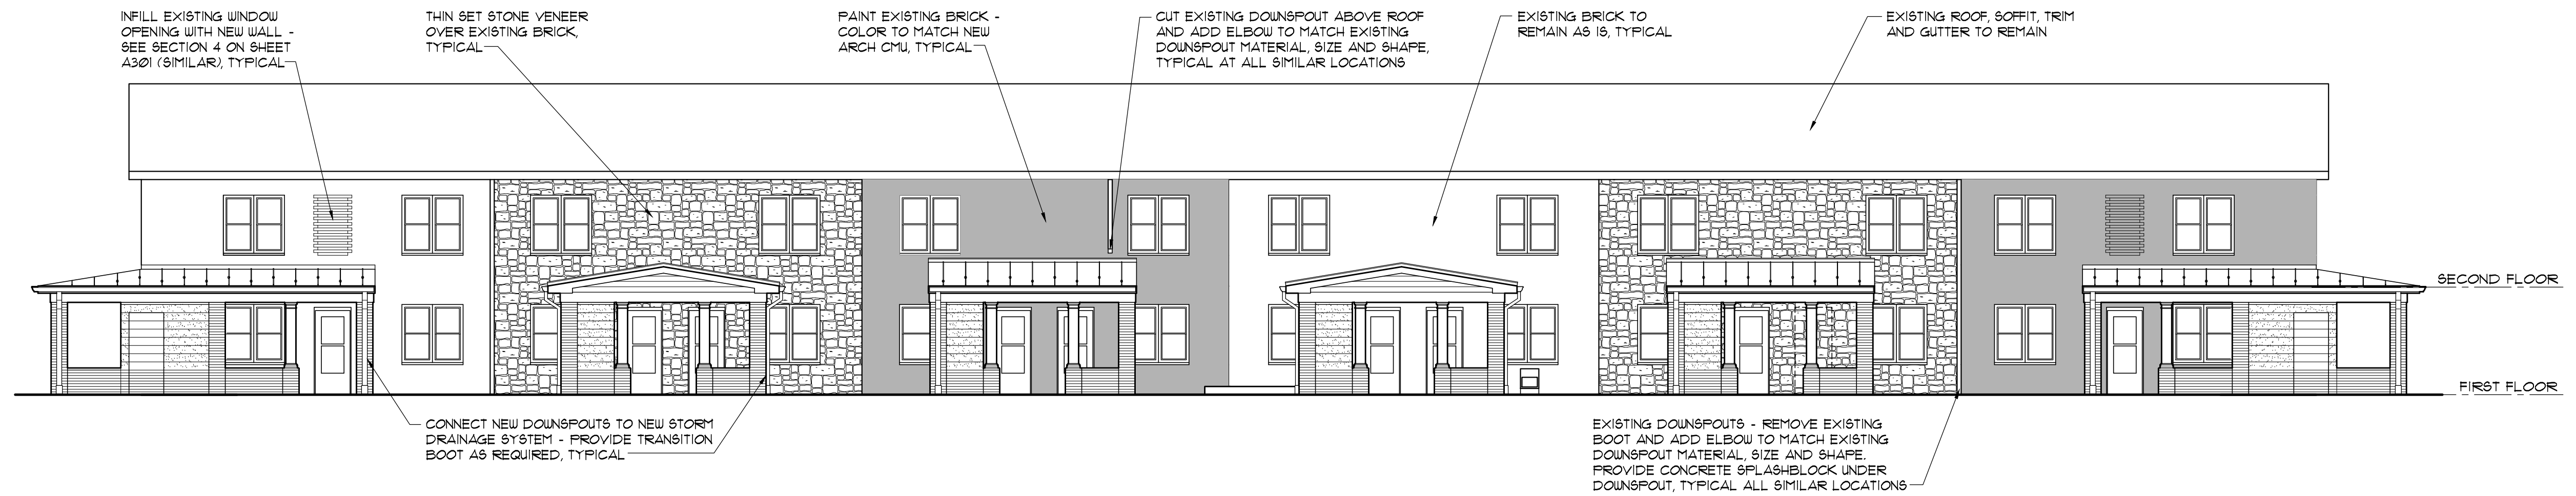 INFILL EXISTING WINDOW
OPENING WITH NEW WALL -
SEE SECTION 4 ON SHEET
A301 (SIMILAR), TYPICAL
THIN SET STONE VENEER
OVER EXISTING BRICK,
TYPICAL
PAINT EXISTING BRICK -
COLOR TO MATCH NEW
ARCH CMU, TYPICAL
CUT EXISTING DOWNSPOUT ABOVE ROOF
AND ADD ELBOW TO MATCH EXISTING
DOWNSPOUT MATERIAL, SIZE AND SHAPE,
TYPICAL AT ALL SIMILAR LOCATIONS
EXISTING BRICK TO
REMAIN AS IS, TYPICAL
EXISTING ROOF, SOFFIT, TRIM
AND GUTTER TO REMAIN
SECOND FLOOR
FIRST FLOOR
CONNECT NEW DOWNSPOUTS TO NEW STORM
DRAINAGE SYSTEM - PROVIDE TRANSITION
BOOT AS REQUIRED, TYPICAL
EXISTING DOWNSPOUTS - REMOVE EXISTING
BOOT AND ADD ELBOW TO MATCH EXISTING
DOWNSPOUT MATERIAL, SIZE AND SHAPE.
PROVIDE CONCRETE SPLASHBLOCK UNDER
DOWNSPOUT, TYPICAL ALL SIMILAR LOCATIONS